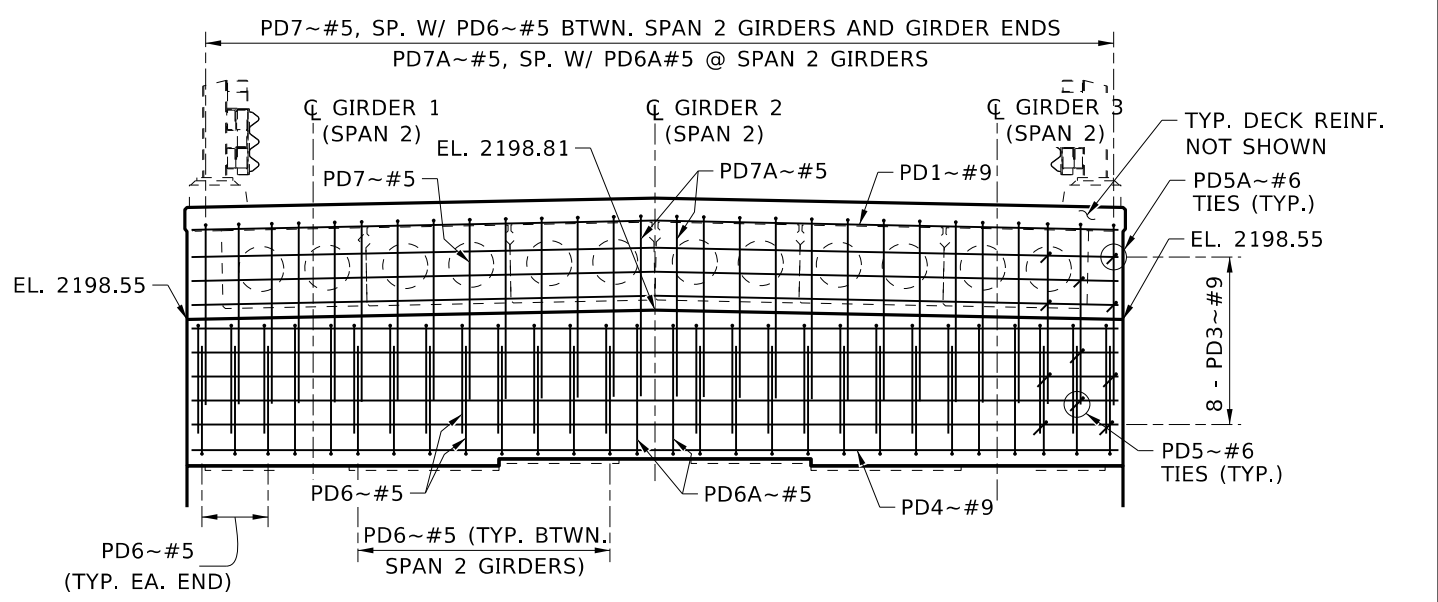 PD7~#5, SP. W/ PD6~#5 BTWN. SPAN 2 GIRDERS AND GIRDER ENDS
PD7A~#5, SP. W/ PD6A#5 @ SPAN 2 GIRDERS
℄ GIRDER 1
(SPAN 2)
℄ GIRDER 2
(SPAN 2)
℄ GIRDER 3
(SPAN 2)
TYP. DECK REINF.
NOT SHOWN
EL. 2198.81
PD7~#5
PD7A~#5
PD1~#9
PD5A~#6
TIES (TYP.)
EL. 2198.55
EL. 2198.55
8 - PD3~#9
PD5~#6
TIES (TYP.)
PD6~#5
PD6A~#5
PD4~#9
PD6~#5 (TYP. BTWN.
SPAN 2 GIRDERS)
PD6~#5
(TYP. EA. END)